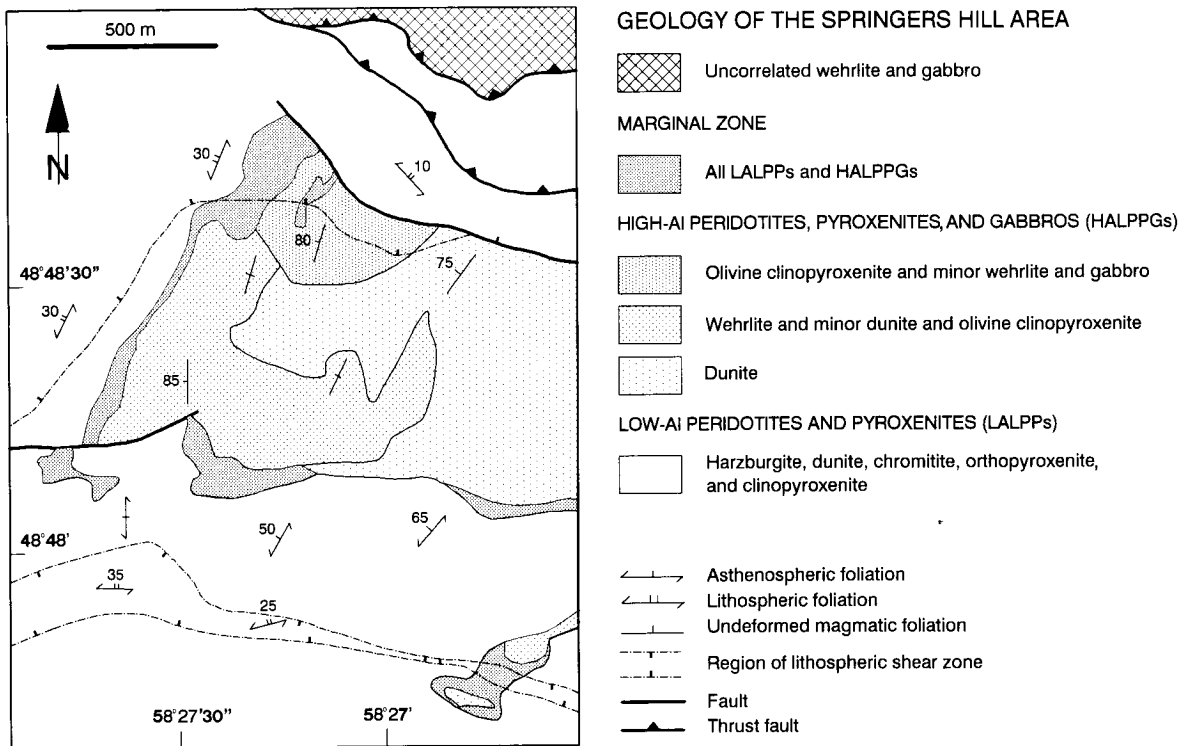 500 m
N
30
10
80
75
48°48'30"
30
85
48°48'
50
65
35
25
58°27'30"
58°27'
GEOLOGY OF THE SPRINGERS HILL AREA
Uncorrelated wehrlite and gabbro
MARGINAL ZONE
All LALPPs and HALPPGs
HIGH-Al PERIDOTITES, PYROXENITES, AND GABBROS (HALPPGs)
Olivine clinopyroxenite and minor wehrlite and gabbro
Wehrlite and minor dunite and olivine clinopyroxenite
Dunite
LOW-Al PERIDOTITES AND PYROXENITES (LALPPs)
Harzburgite, dunite, chromitite, orthopyroxenite,
and clinopyroxenite
Asthenospheric foliation
Lithospheric foliation
Undeformed magmatic foliation
Region of lithospheric shear zone
Fault
Thrust fault